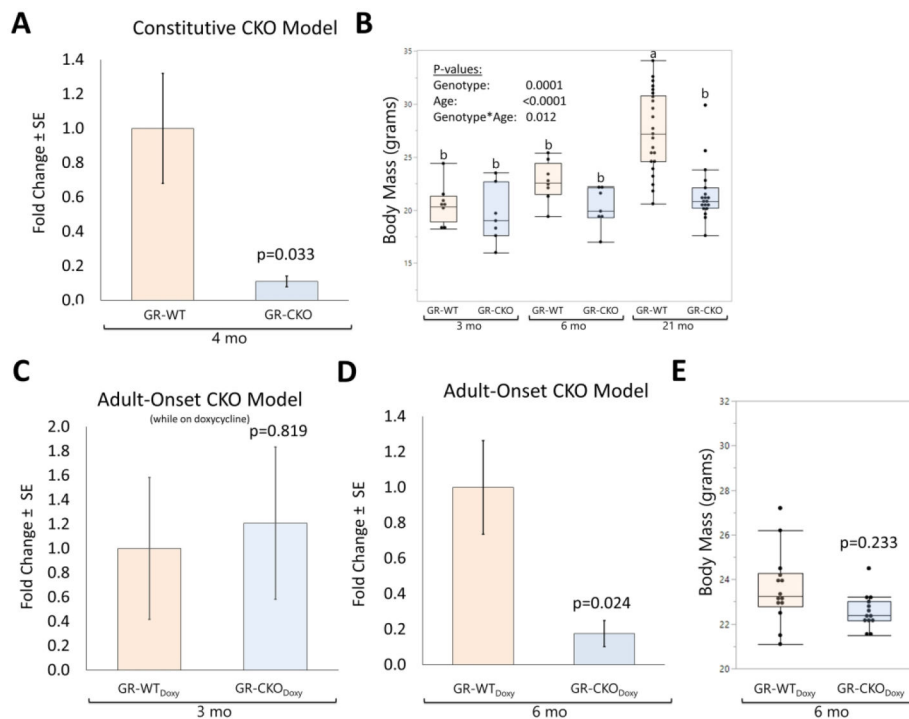 A
Constitutive CKO Model
Fold Change ± SE
1.4
1.2
1.0
0.8
0.6
0.4
0.2
0.0
p=0.033
GR-WT
GR-CKO
4 mo
B
Body Mass (grams)
35
30
25
20
15
P-values:
Genotype: 0.0001
Age: <0.0001
Genotype*Age: 0.012
b
b
b
b
a
b
GR-WT GR-CKO GR-WT GR-CKO GR-WT GR-CKO
3 mo 6 mo 21 mo
C
Adult-Onset CKO Model
(while on doxycycline)
p=0.819
Fold Change ± SE
2.0
1.8
1.6
1.4
1.2
1.0
0.8
0.6
0.4
0.2
0.0
GR-WTDoxy GR-CKODoxy
3 mo
D
Adult-Onset CKO Model
Fold Change ± SE
1.4
1.2
1.0
0.8
0.6
0.4
0.2
0.0
p=0.024
GR-WTDoxy GR-CKODoxy
6 mo
E
Body Mass (grams)
32
30
28
26
24
22
20
p=0.233
GR-WTDoxy GR-CKODoxy
6 mo